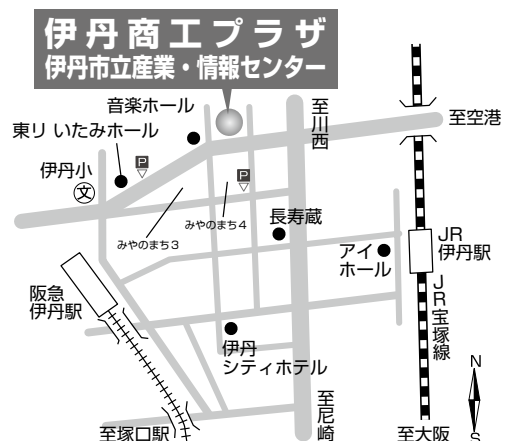 伊丹商工プラザ
伊丹市立産業・情報センター
音楽ホール
東リ いたみホール
伊丹小
文
P
P
至川西
至空港
みやのまち3
みやのまち4
長寿蔵
アイ
ホール
JR
伊丹駅
JR宝塚線
阪急
伊丹駅
伊丹
シティホテル
至塚口駅
至尼崎
至大阪
N
S